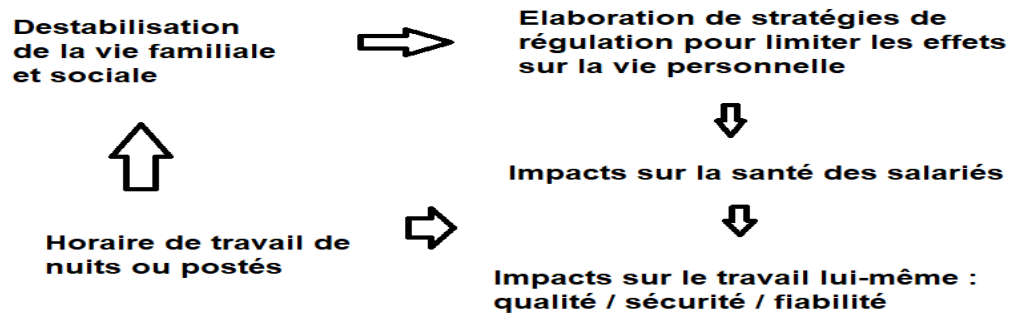 Destabilisation
de la vie familiale
et sociale
Elaboration de stratégies de
régulation pour limiter les effets
sur la vie personnelle
Impacts sur la santé des salariés
Horaire de travail de
nuits ou postés
Impacts sur le travail lui-même :
qualité / sécurité / fiabilité